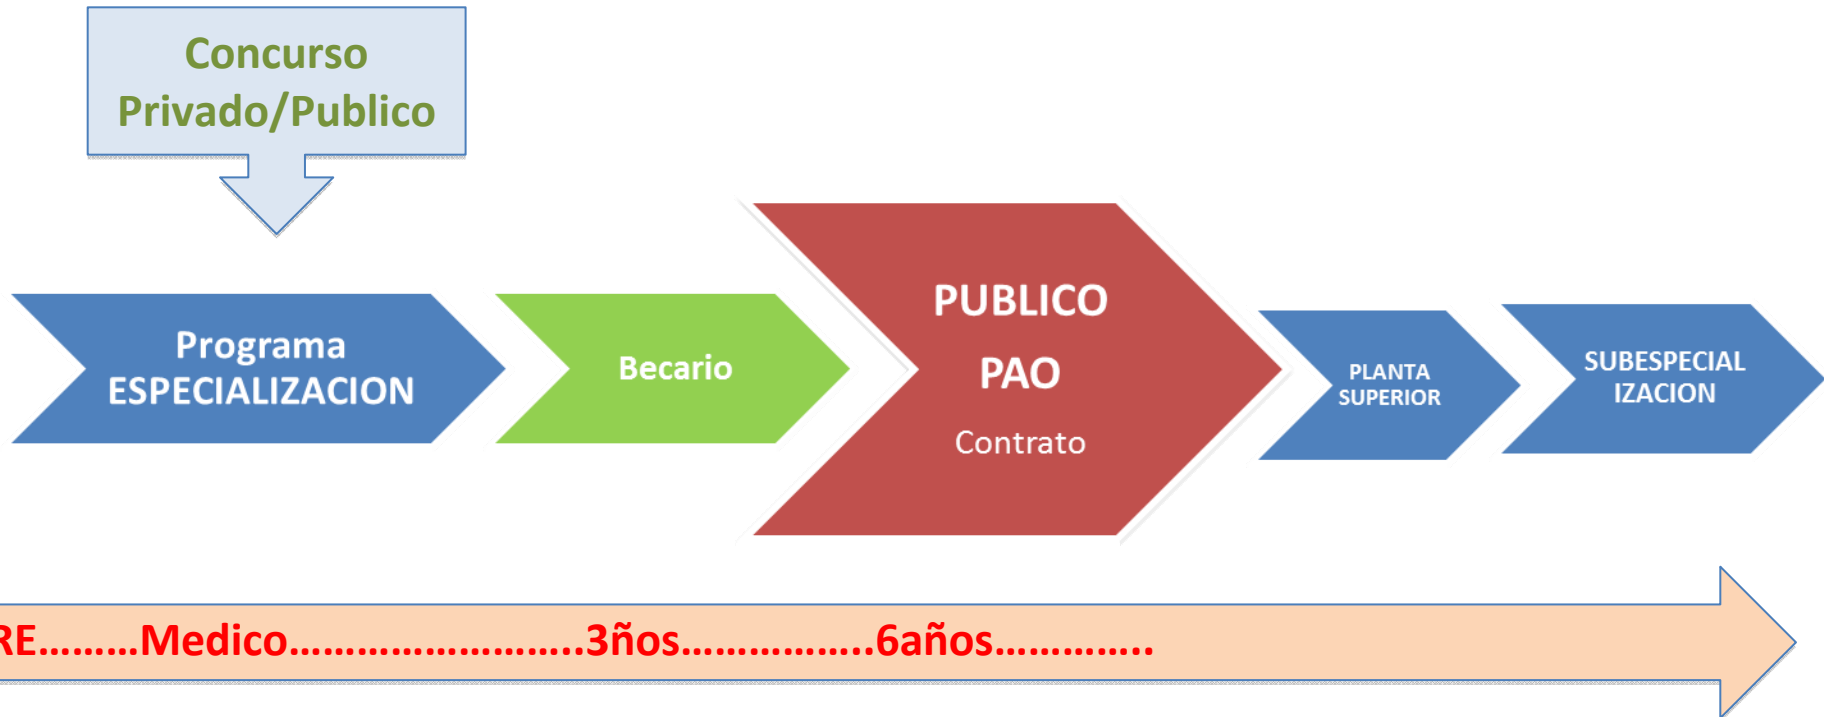 Concurso
Privado/Publico
Programa
ESPECIALIZACION
Becario
PUBLICO
PAO
Contrato
PLANTA
SUPERIOR
SUBESPECIAL
IZACION
RE………Medico……………………..3ños……………..6años…………..